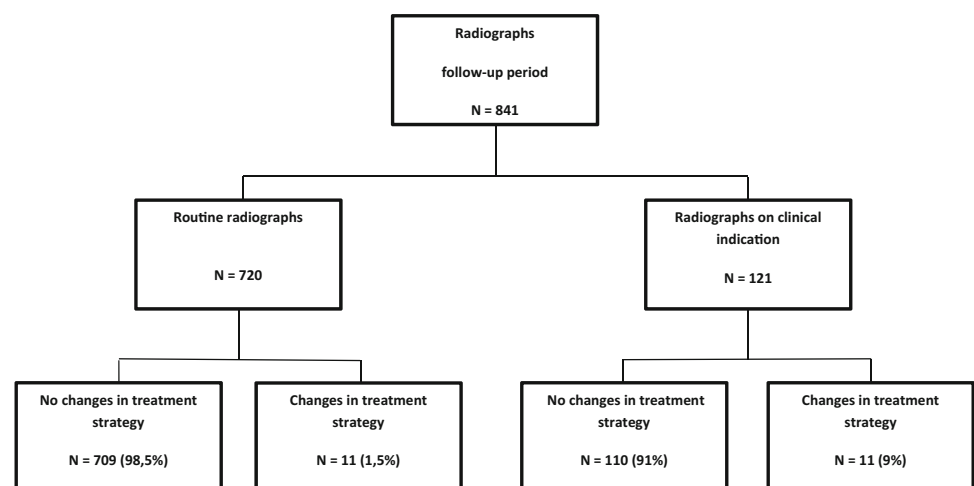 Radiographs
follow-up period
N = 841
Routine radiographs
N = 720
Radiographs on clinical
indication
N = 121
No changes in treatment
strategy
N = 709 (98,5%)
Changes in treatment
strategy
N = 11 (1,5%)
No changes in treatment
strategy
N = 110 (91%)
Changes in treatment
strategy
N = 11 (9%)